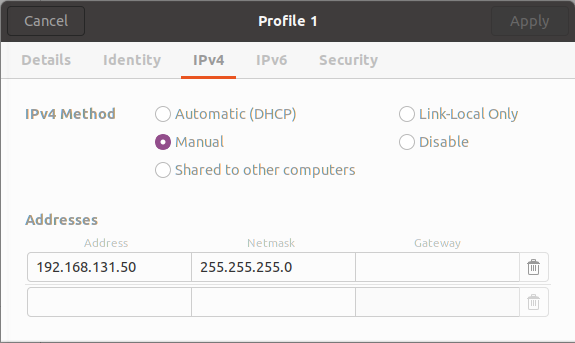 Cancel Profile 1 Apply
Details Identity IPv4 IPv6 Security
IPv4 Method Automatic (DHCP) Link-Local Only
Manual Disable
Shared to other computers
Addresses
Address Netmask Gateway
192.168.131.50 255.255.255.0